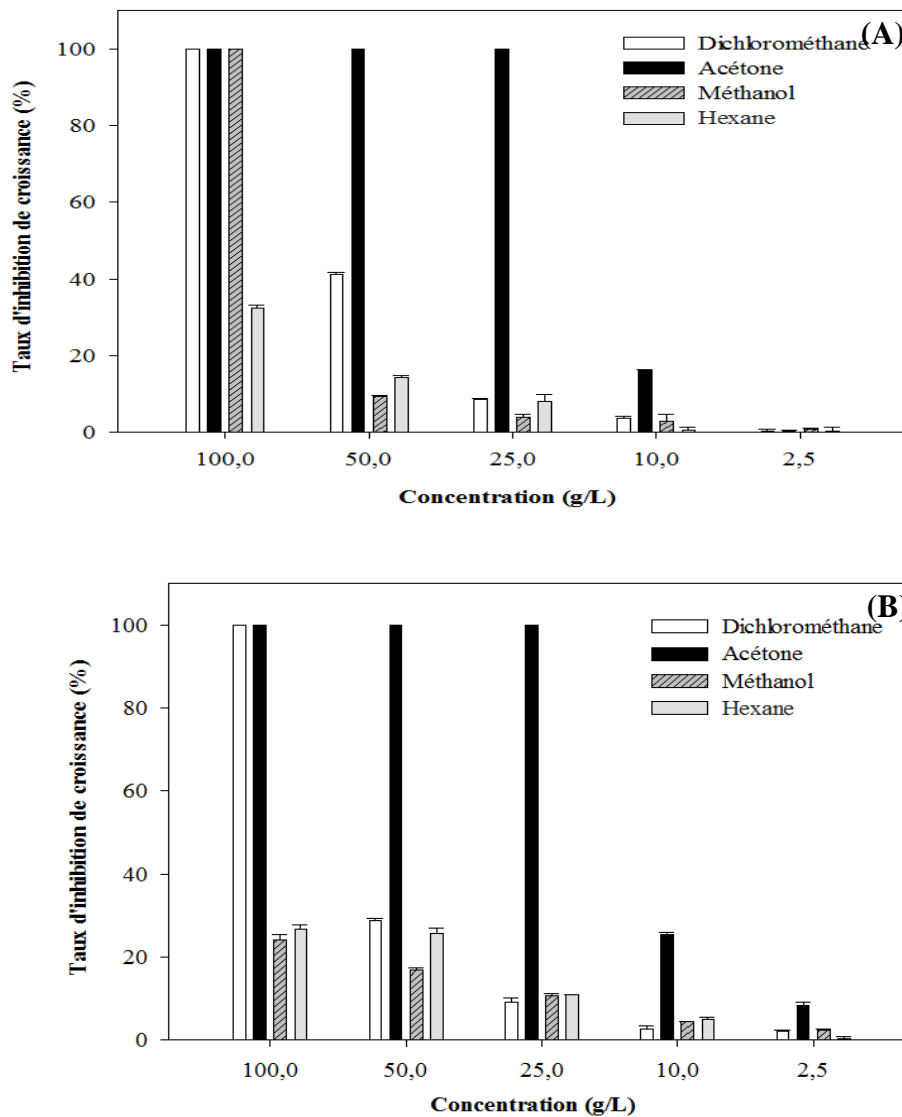 (A)
Dichlorométhane
Acétone
Méthanol
Hexane
Taux d'inhibition de croissance (%)
100
80
60
40
20
0
100,0 50,0 25,0 10,0 2,5
Concentration (g/L)
(B)
Dichlorométhane
Acétone
Méthanol
Hexane
Taux d'inhibition de croissance (%)
100
80
60
40
20
0
100,0 50,0 25,0 10,0 2,5
Concentration (g/L)